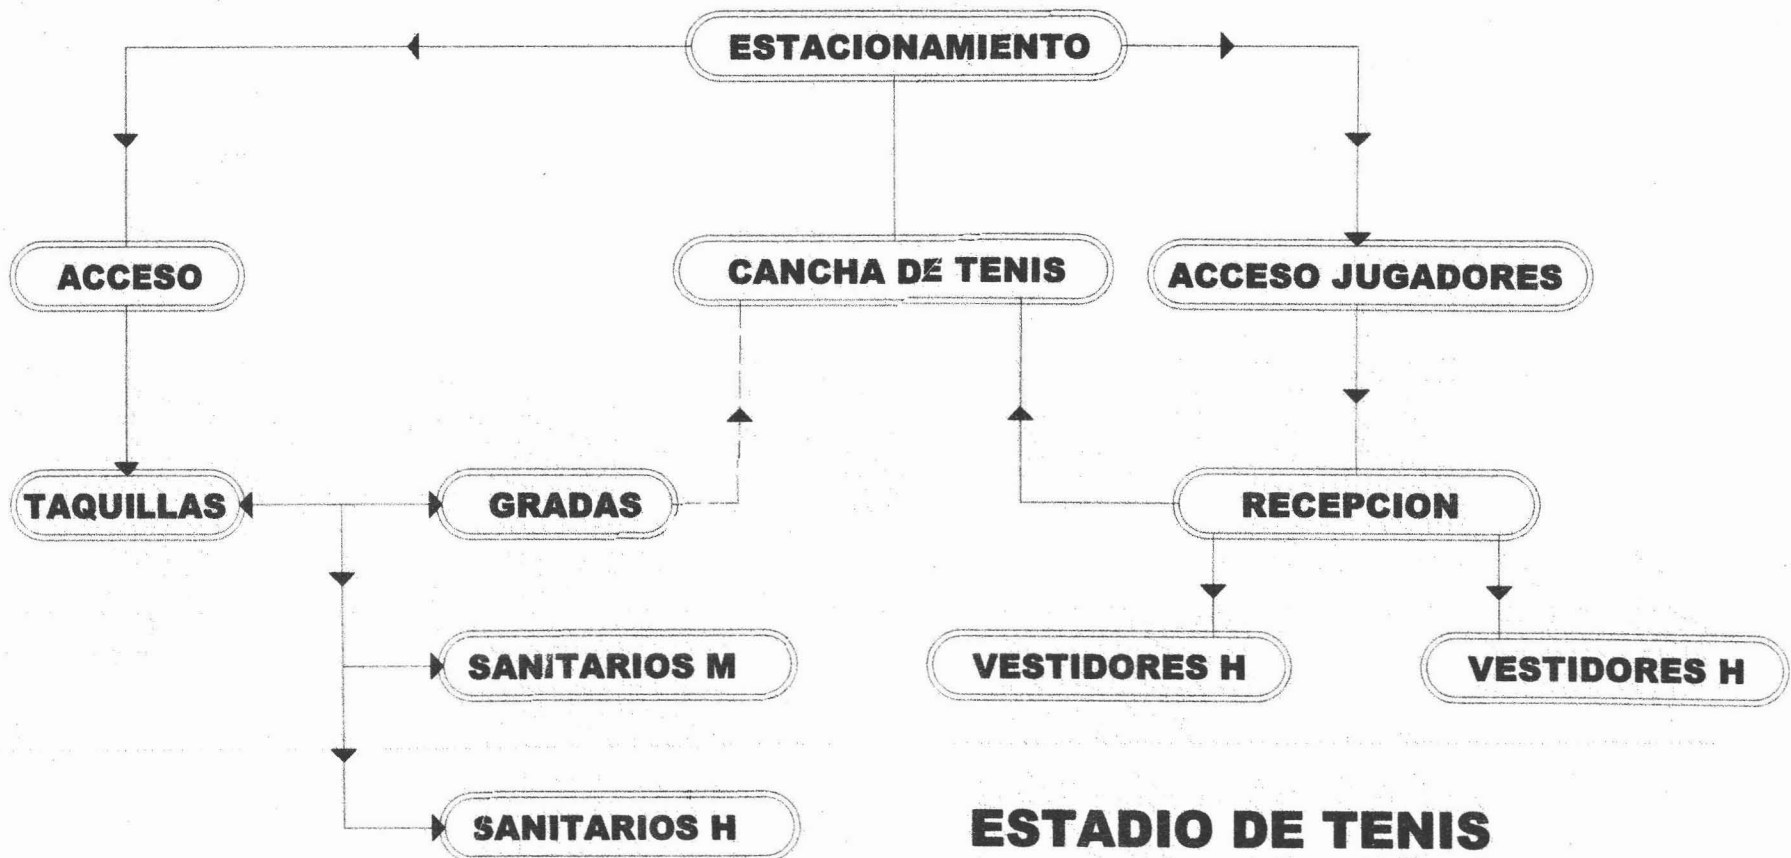 ESTACIONAMIENTO
ACCESO
CANCHA DE TENIS
ACCESO JUGADORES
TAQUILLAS
GRADAS
RECEPCION
SANITARIOS M
VESTIDORES H
VESTIDORES H
SANITARIOS H
ESTADIO DE TENIS